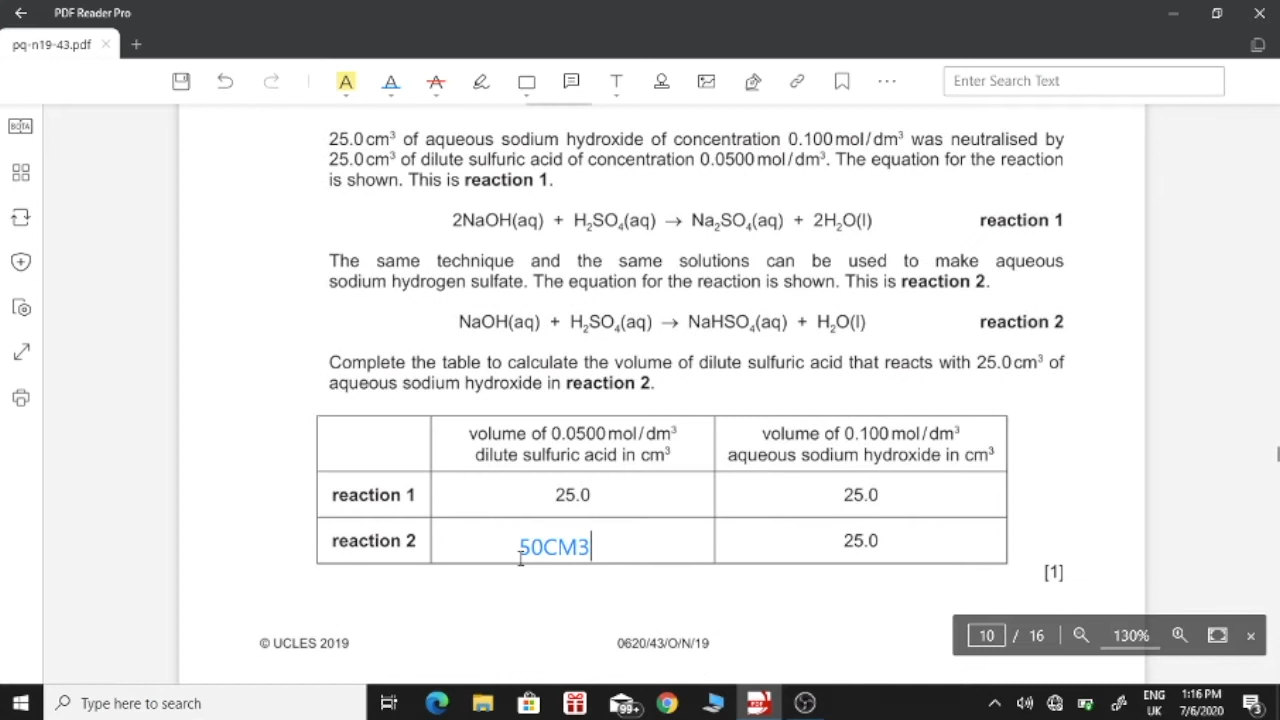 PDF Reader Pro
pq-n19-43.pdf
Enter Search Text
BOTA
25.0 cm³ of aqueous sodium hydroxide of concentration 0.100 mol/dm³ was neutralised by
25.0 cm³ of dilute sulfuric acid of concentration 0.0500 mol/dm³. The equation for the reaction
is shown. This is reaction 1.
2NaOH(aq) + H₂SO₄(aq) → Na₂SO₄(aq) + 2H₂O(l) reaction 1
The same technique and the same solutions can be used to make aqueous
sodium hydrogen sulfate. The equation for the reaction is shown. This is reaction 2.
NaOH(aq) + H₂SO₄(aq) → NaHSO₄(aq) + H₂O(l) reaction 2
Complete the table to calculate the volume of dilute sulfuric acid that reacts with 25.0 cm³ of
aqueous sodium hydroxide in reaction 2.
volume of 0.0500 mol/dm³
dilute sulfuric acid in cm³
volume of 0.100 mol/dm³
aqueous sodium hydroxide in cm³
reaction 1 25.0 25.0
reaction 2 50CM3 25.0
[1]
© UCLES 2019 0620/43/O/N/19
10 / 16 130%
Type here to search
99+
ENG
UK
1:16 PM
7/6/2020
3